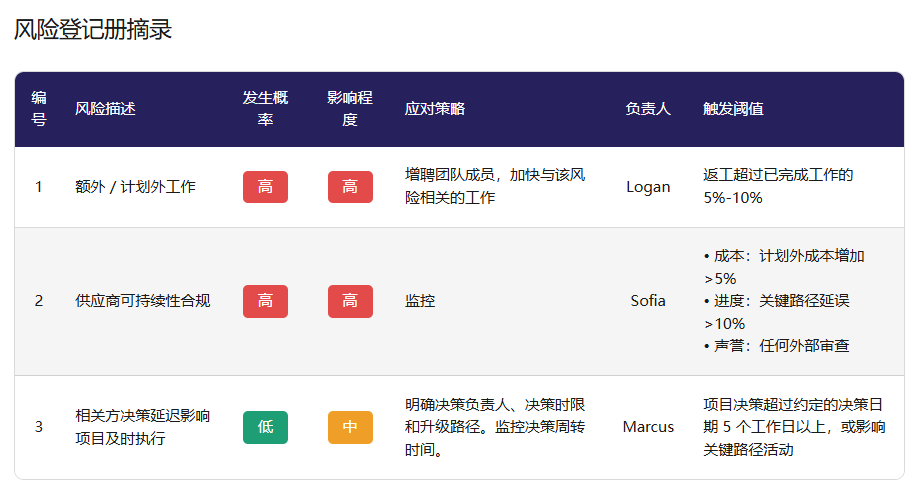 风险登记册摘录
编号 风险描述 发生概率 影响程度 应对策略 负责人 触发阈值
1 额外 / 计划外工作 高 高 增聘团队成员，加快与该风险相关的工作 Logan 返工超过已完成工作的 5%-10%
2 供应商可持续性合规 高 高 监控 Sofia
• 成本：计划外成本增加 >5%
• 进度：关键路径延误 >10%
• 声誉：任何外部审查
3 相关方决策延迟影响项目及时执行 低 中 明确决策负责人、决策时限和升级路径。监控决策周转时间。 Marcus 项目决策超过约定的决策日期 5 个工作日以上，或影响关键路径活动